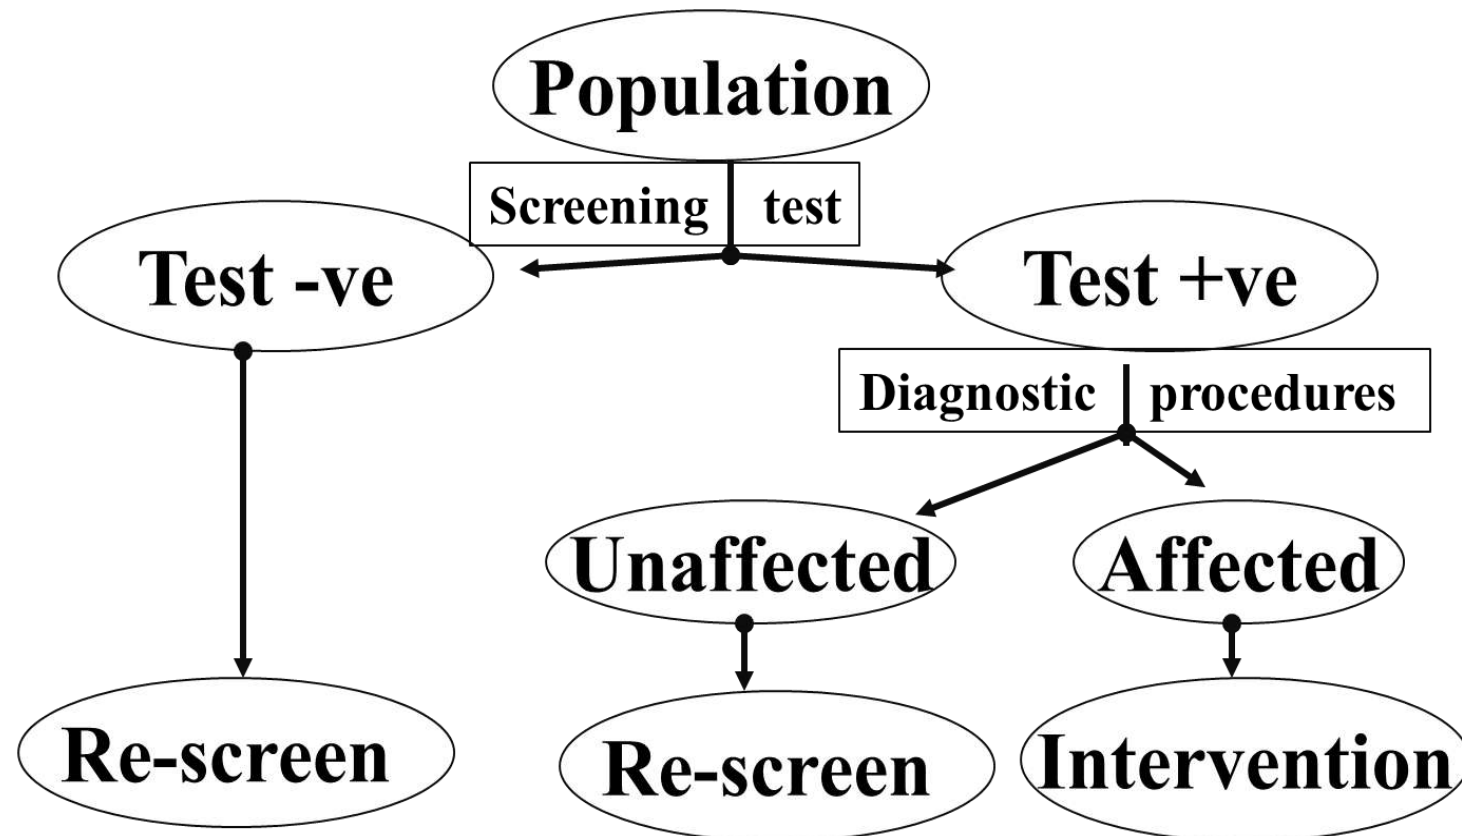 Population
Screening test
Test -ve
Test +ve
Diagnostic procedures
Unaffected
Affected
Re-screen
Re-screen
Intervention